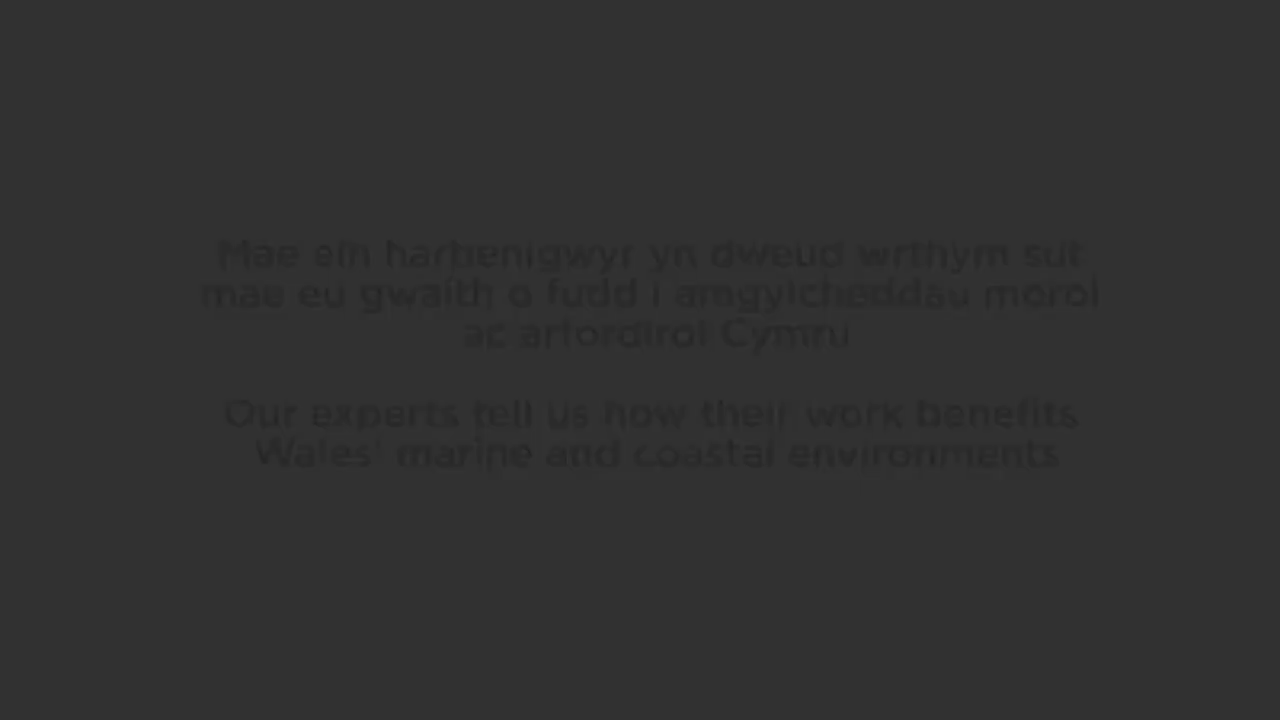 Mae ein harbenigwyr yn dweud wrthym sut
mae eu gwaith o fudd i amgylcheddau morol
ac arfordirol Cymru
Our experts tell us how their work benefits
Wales' marine and coastal environments